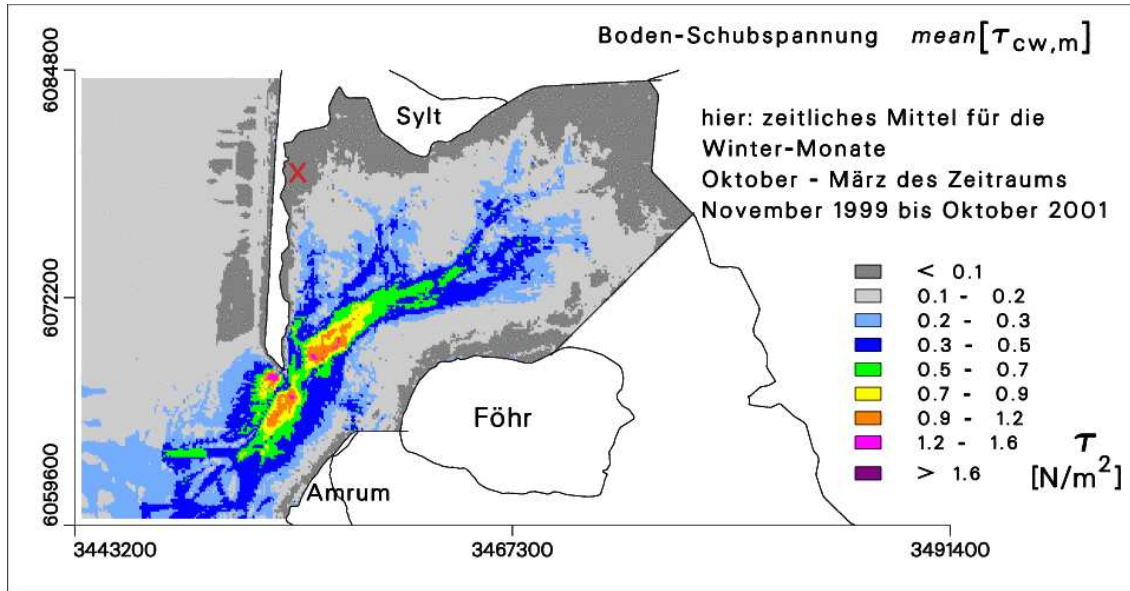 Boden-Schubspannung mean[τcw,m]
hier: zeitliches Mittel für die
Winter-Monate
Oktober - März des Zeitraums
November 1999 bis Oktober 2001
Sylt
Föhr
Amrum
6084800
6072200
6059600
3443200
3467300
3491400
< 0.1
0.1 - 0.2
0.2 - 0.3
0.3 - 0.5
0.5 - 0.7
0.7 - 0.9
0.9 - 1.2
1.2 - 1.6
> 1.6
τ
[N/m²]